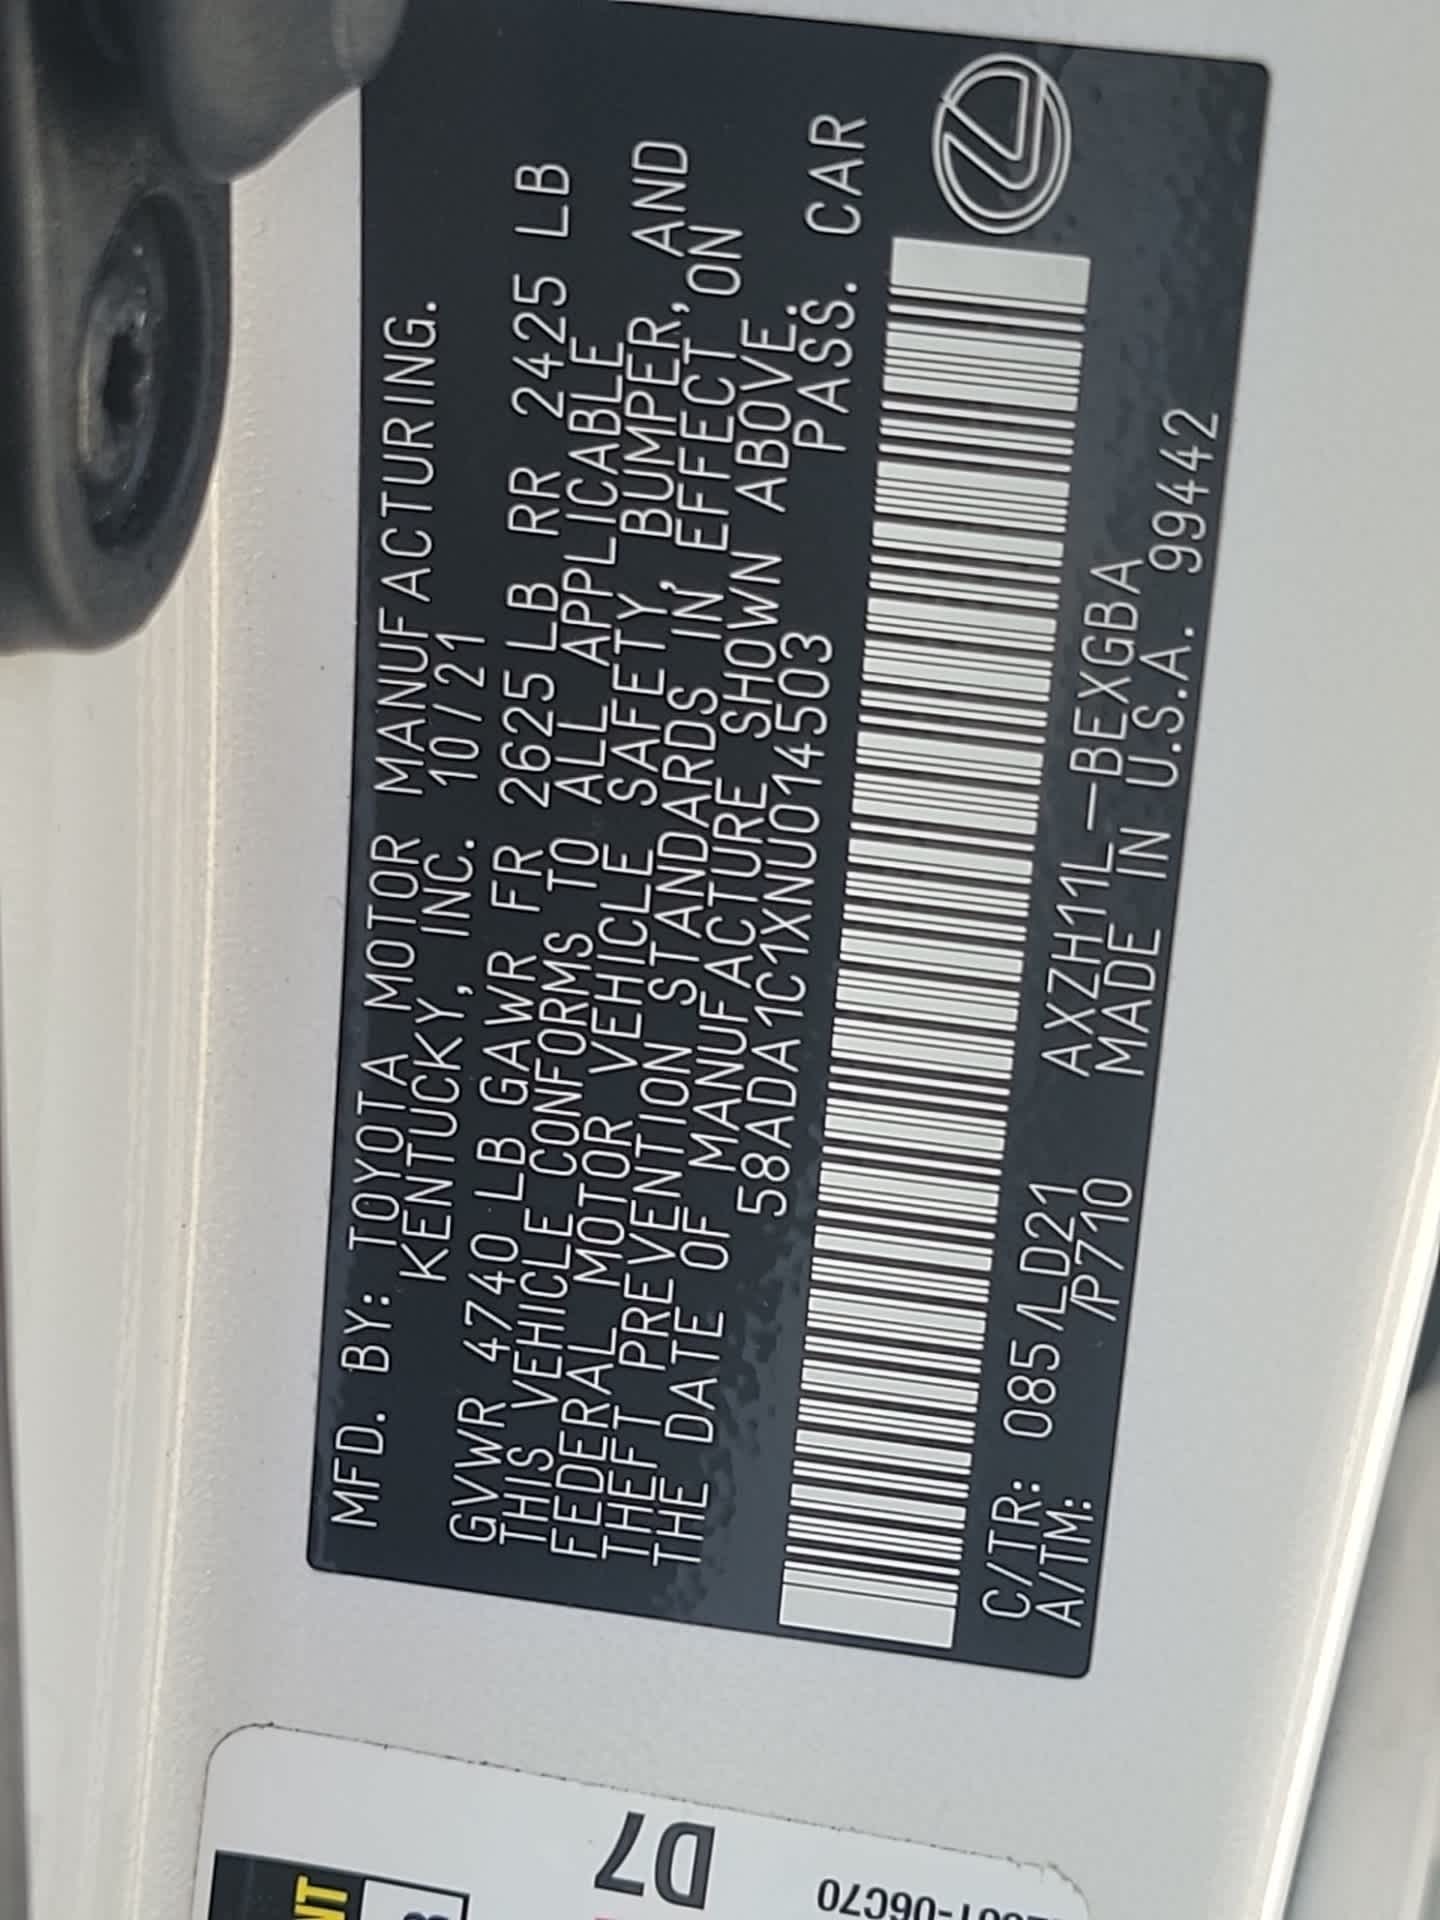 MFD. BY: TOYOTA MOTOR MANUFACTURING.
KENTUCKY, INC. 10/21
GVWR 4740 LB GAWR FR 2625 LB RR 2425 LB
THIS VEHICLE CONFORMS TO ALL APPLICABLE
FEDERAL MOTOR VEHICLE SAFETY, BUMPER, AND
THEFT PREVENTION STANDARDS IN EFFECT ON
THE DATE OF MANUFACTURE SHOWN ABOVE.
58ADA1C1XNU014503 PASS. CAR
C/TR: 085/LD21 AXZH11L-BEXGBA
A/TM: /P710 MADE IN U.S.A. 99442
D7